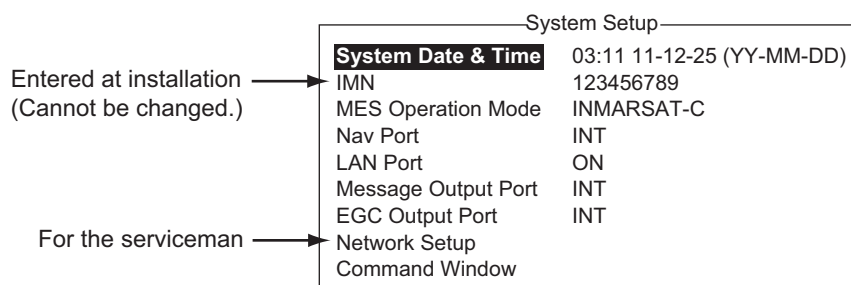 System Setup
System Date & Time 03:11 11-12-25 (YY-MM-DD)
Entered at installation
(Cannot be changed.)
IMN 123456789
MES Operation Mode INMARSAT-C
Nav Port INT
LAN Port ON
Message Output Port INT
EGC Output Port INT
For the serviceman
Network Setup
Command Window